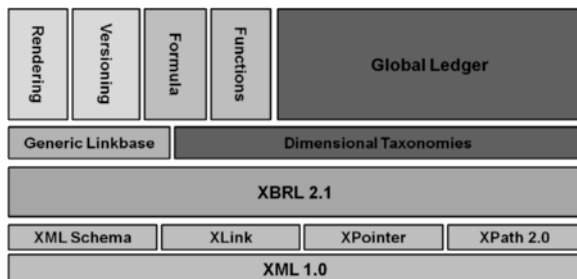 Rendering
Versioning
Formula
Functions
Global Ledger
Generic Linkbase
Dimensional Taxonomies
XBRL 2.1
XML Schema
XLink
XPointer
XPath 2.0
XML 1.0